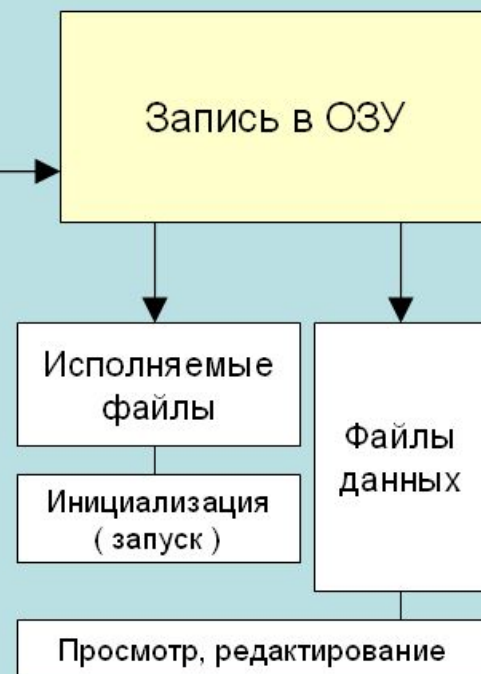 Запись в ОЗУ
Исполняемые
файлы
Файлы
данных
Инициализация
( запуск )
Просмотр, редактирование